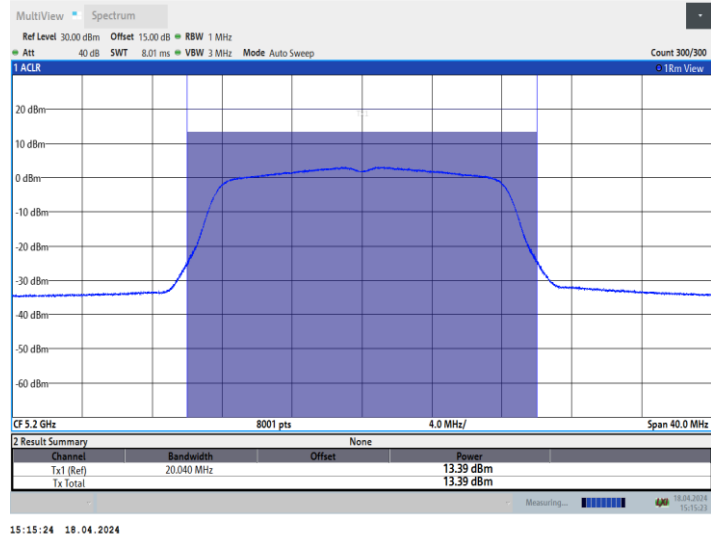 MultiView Spectrum
Ref Level 30.00 dBm Offset 15.00 dB RBW 1 MHz
Att 40 dB SWT 8.01 ms VBW 3 MHz Mode Auto Sweep Count 300/300
1 ACLR 1Rm View
20 dBm
10 dBm
0 dBm
-10 dBm
-20 dBm
-30 dBm
-40 dBm
-50 dBm
-60 dBm
CF 5.2 GHz 8001 pts 4.0 MHz/ Span 40.0 MHz
2 Result Summary None
Channel Bandwidth Offset Power
Tx1 (Ref) 20.040 MHz 13.39 dBm
Tx Total 13.39 dBm
Measuring... 18.04.2024
15:15:23
15:15:24 18.04.2024